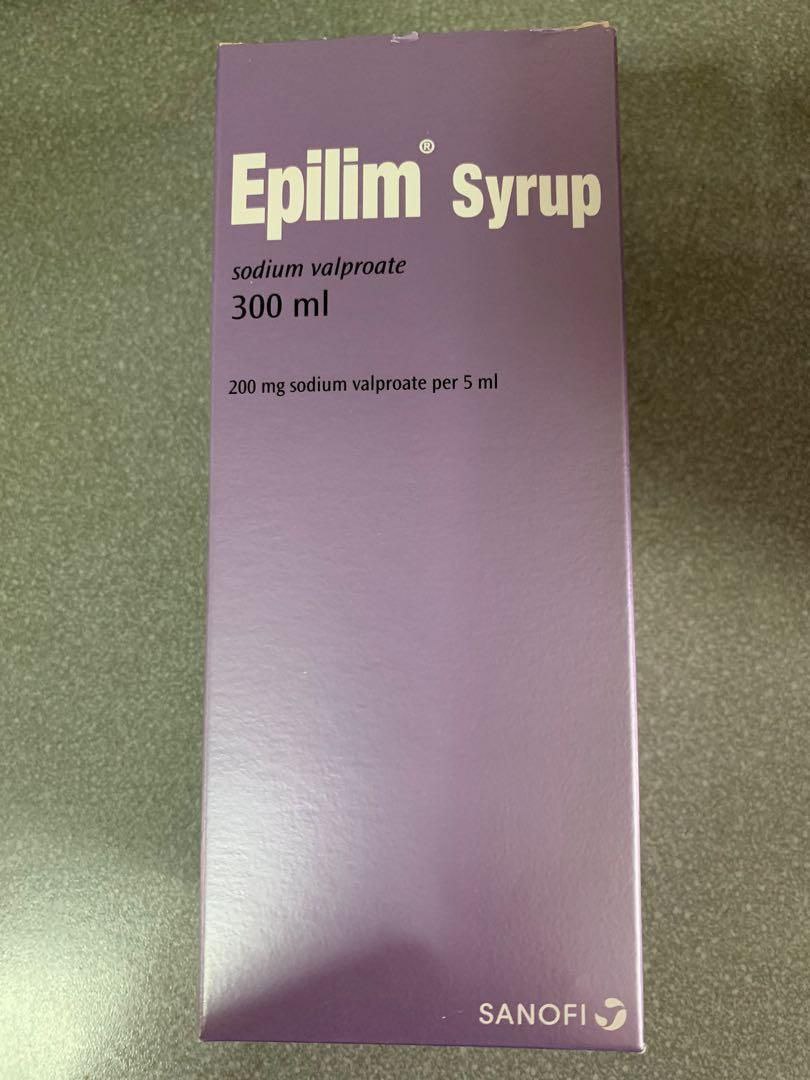 Epilim® Syrup
sodium valproate
300 ml
200 mg sodium valproate per 5 ml
SANOFI